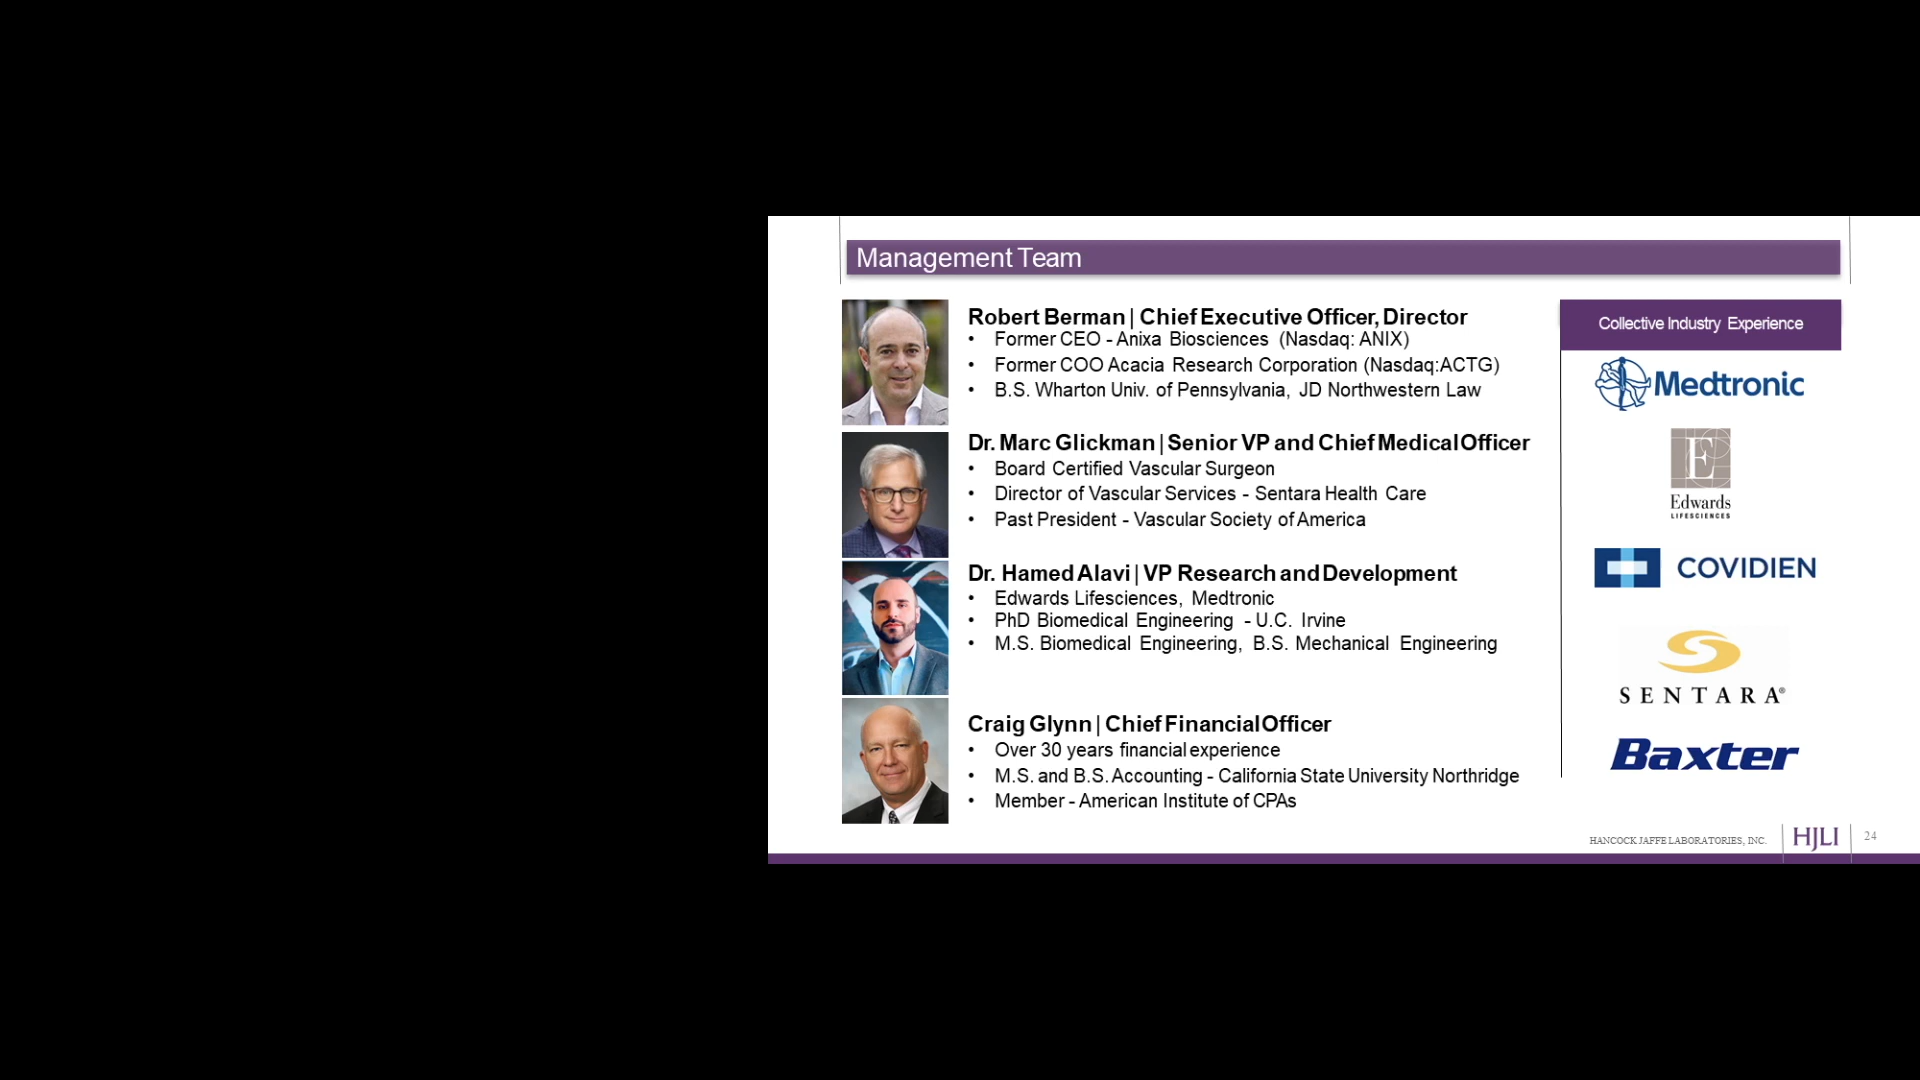 Management Team
Robert Berman | Chief Executive Officer, Director
• Former CEO - Anixa Biosciences (Nasdaq: ANIX)
• Former COO Acacia Research Corporation (Nasdaq:ACTG)
• B.S. Wharton Univ. of Pennsylvania, JD Northwestern Law
Dr. Marc Glickman | Senior VP and Chief Medical Officer
• Board Certified Vascular Surgeon
• Director of Vascular Services - Sentara Health Care
• Past President - Vascular Society of America
Dr. Hamed Alavi | VP Research and Development
• Edwards Lifesciences, Medtronic
• PhD Biomedical Engineering - U.C. Irvine
• M.S. Biomedical Engineering, B.S. Mechanical Engineering
Craig Glynn | Chief Financial Officer
• Over 30 years financial experience
• M.S. and B.S. Accounting - California State University Northridge
• Member - American Institute of CPAs
Collective Industry Experience
Medtronic
E
Edwards
LIFESCIENCES
COVIDIEN
SENTARA®
Baxter
HANCOCK JAFFE LABORATORIES, INC.
HJLI
24